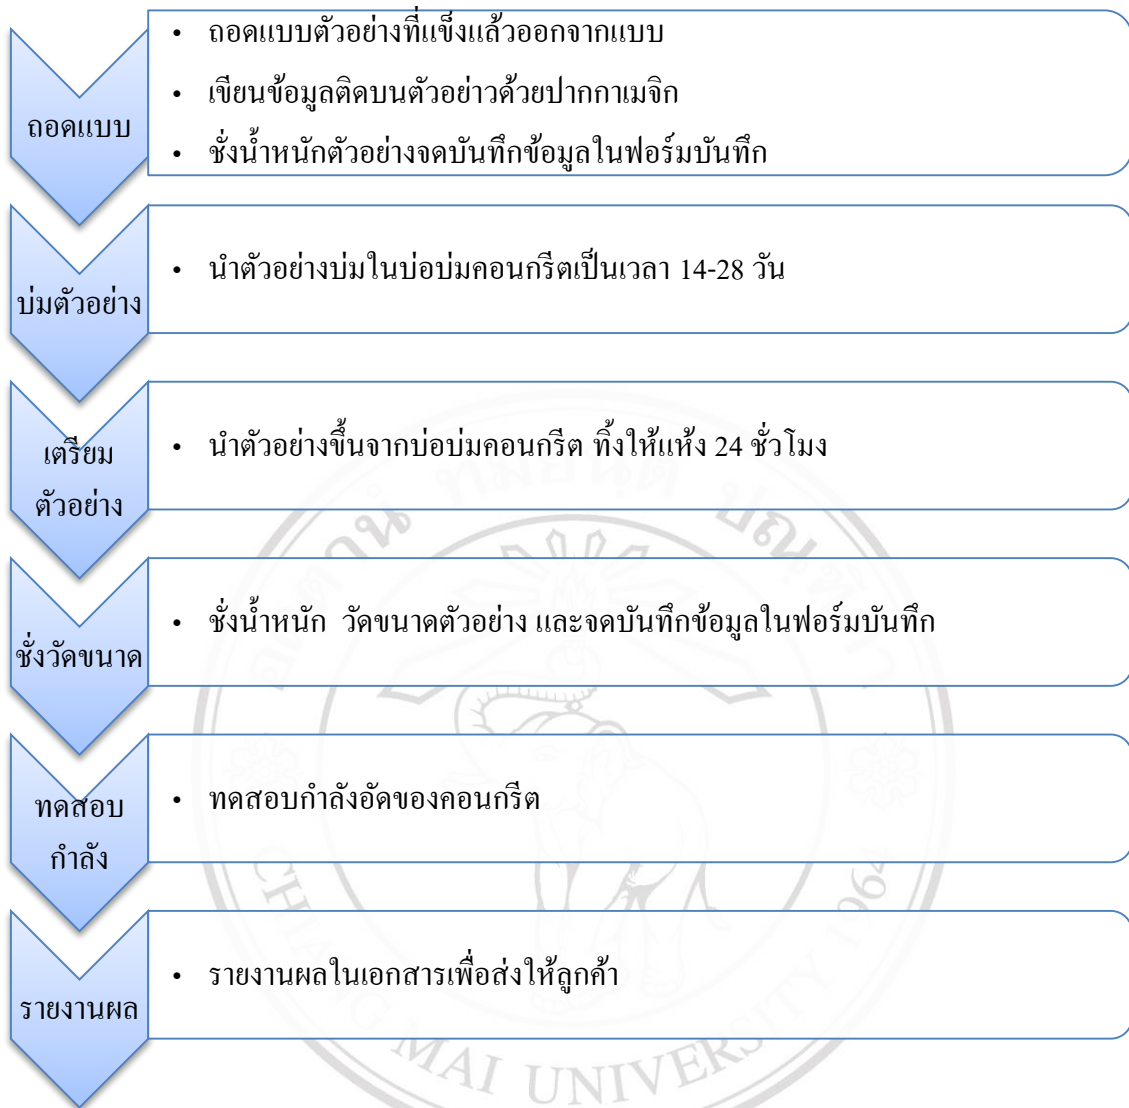 ถอดแบบ
• ถอดแบบตัวอย่างที่แข็งแล้วออกจากแบบ
• เขียนข้อมูลติดบนตัวอย่าวด้วยปากกาเมจิก
• ชั่งน้ำหนักตัวอย่างจดบันทึกข้อมูลในฟอร์มบันทึก
บ่มตัวอย่าง
• นำตัวอย่างบ่มในบ่อบ่มคอนกรีตเป็นเวลา 14-28 วัน
เตรียม
ตัวอย่าง
• นำตัวอย่างขึ้นจากบ่อบ่มคอนกรีต ทิ้งให้แห้ง 24 ชั่วโมง
ชั่งวัดขนาด
• ชั่งน้ำหนัก วัดขนาดตัวอย่าง และจดบันทึกข้อมูลในฟอร์มบันทึก
ทดสอบ
กำลัง
• ทดสอบกำลังอัดของคอนกรีต
รายงานผล
• รายงานผลในเอกสารเพื่อส่งให้ลูกค้า
CHIANG MAI UNIVERSITY 1964